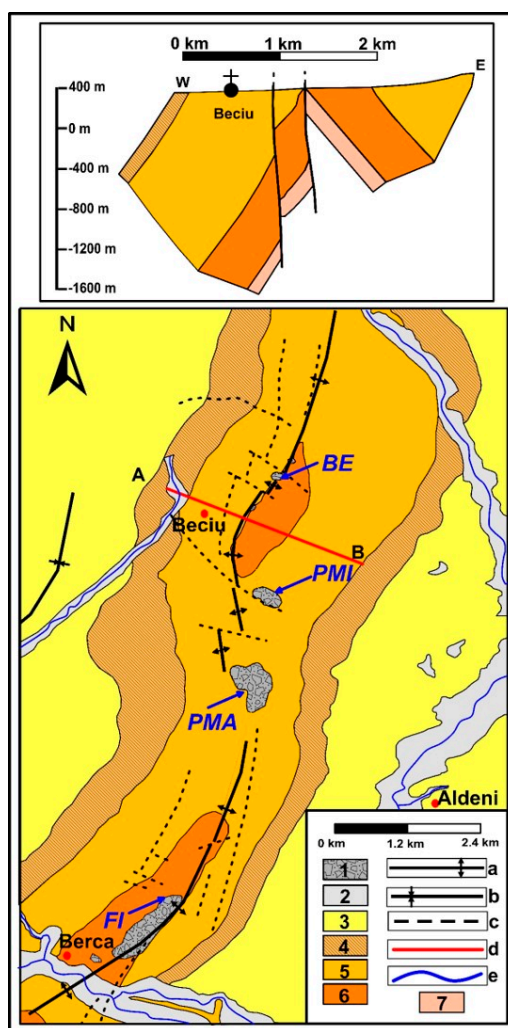 0 km 1 km 2 km
W E
400 m
0 m
-400 m
-800 m
-1200 m
-1600 m
Beciu
N
BE
A
Beciu
B
PMI
PMA
Aldeni
FI
Berca
0 km 1.2 km 2.4 km
1 a
2 b
3 c
4 d
5 e
6 7